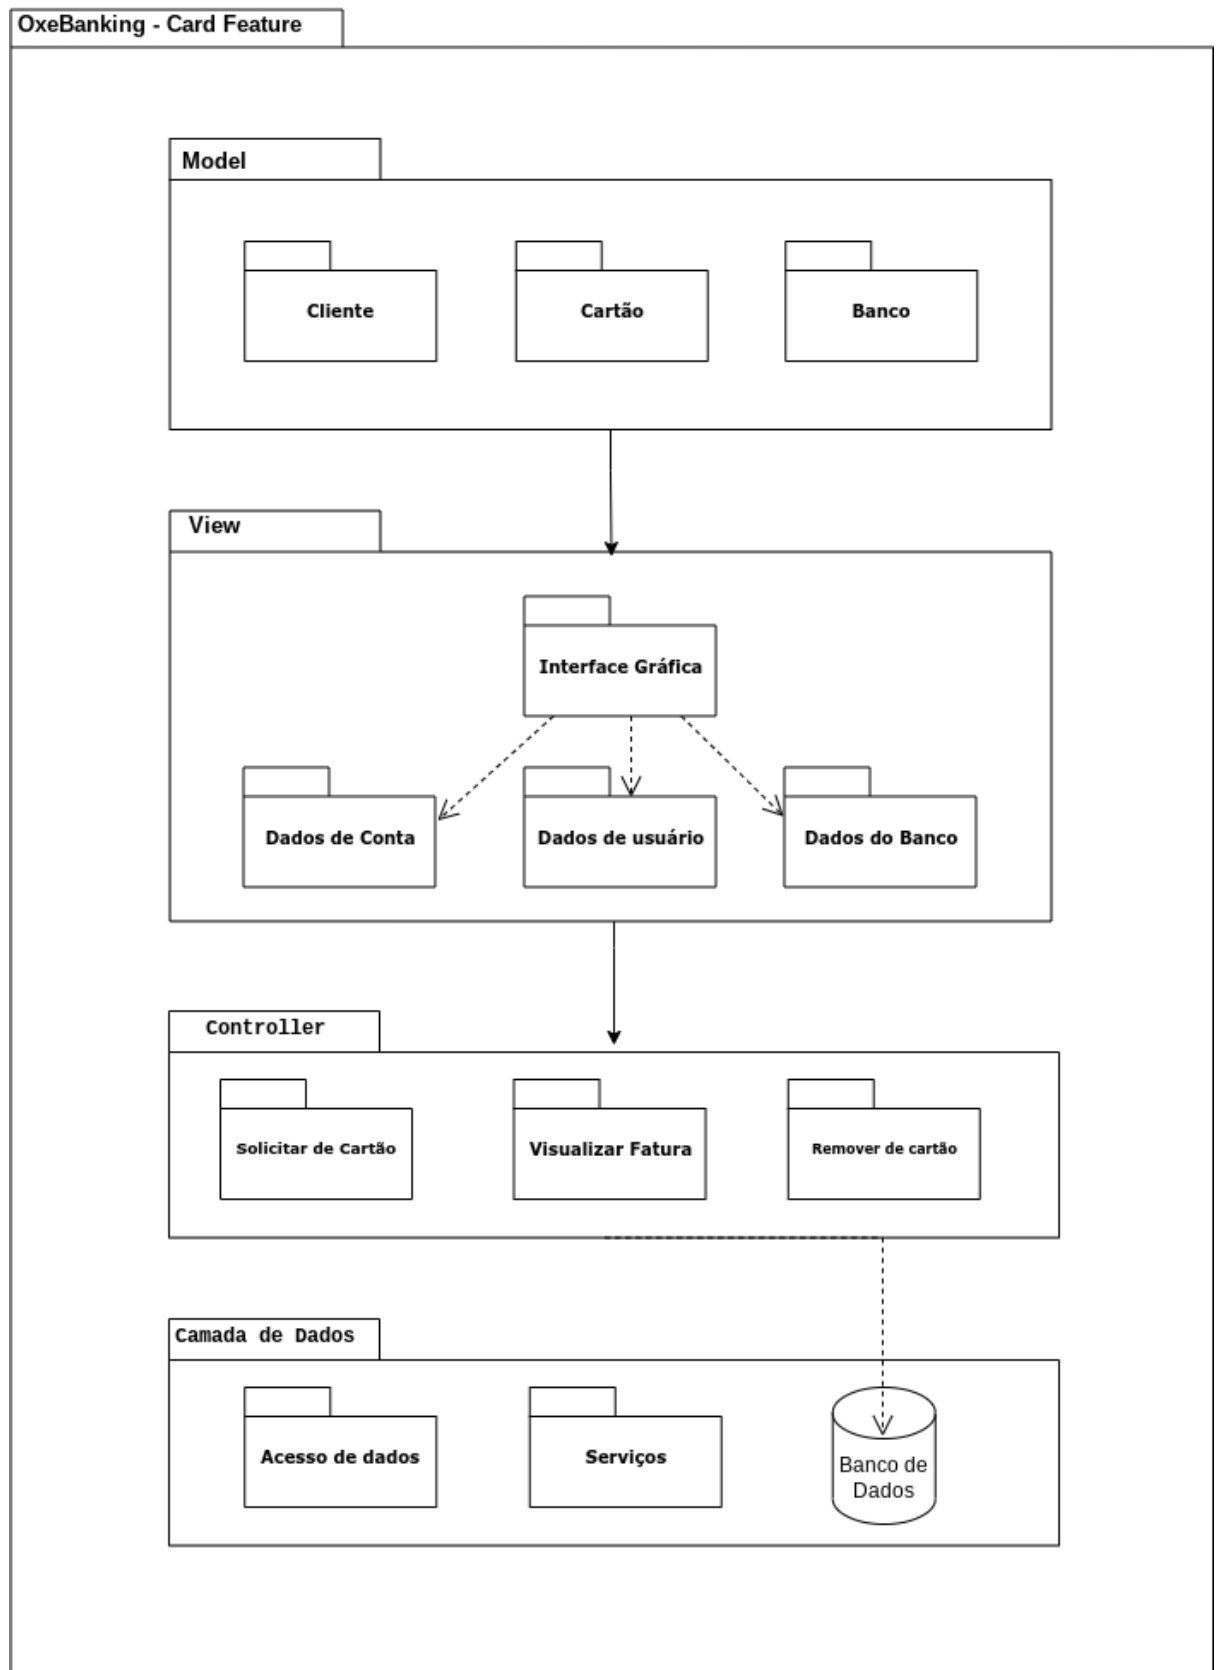 OxeBanking - Card Feature
Model
Cliente
Cartão
Banco
View
Interface Gráfica
Dados de Conta
Dados de usuário
Dados do Banco
Controller
Solicitar de Cartão
Visualizar Fatura
Remover de cartão
Camada de Dados
Acesso de dados
Serviços
Banco de
Dados